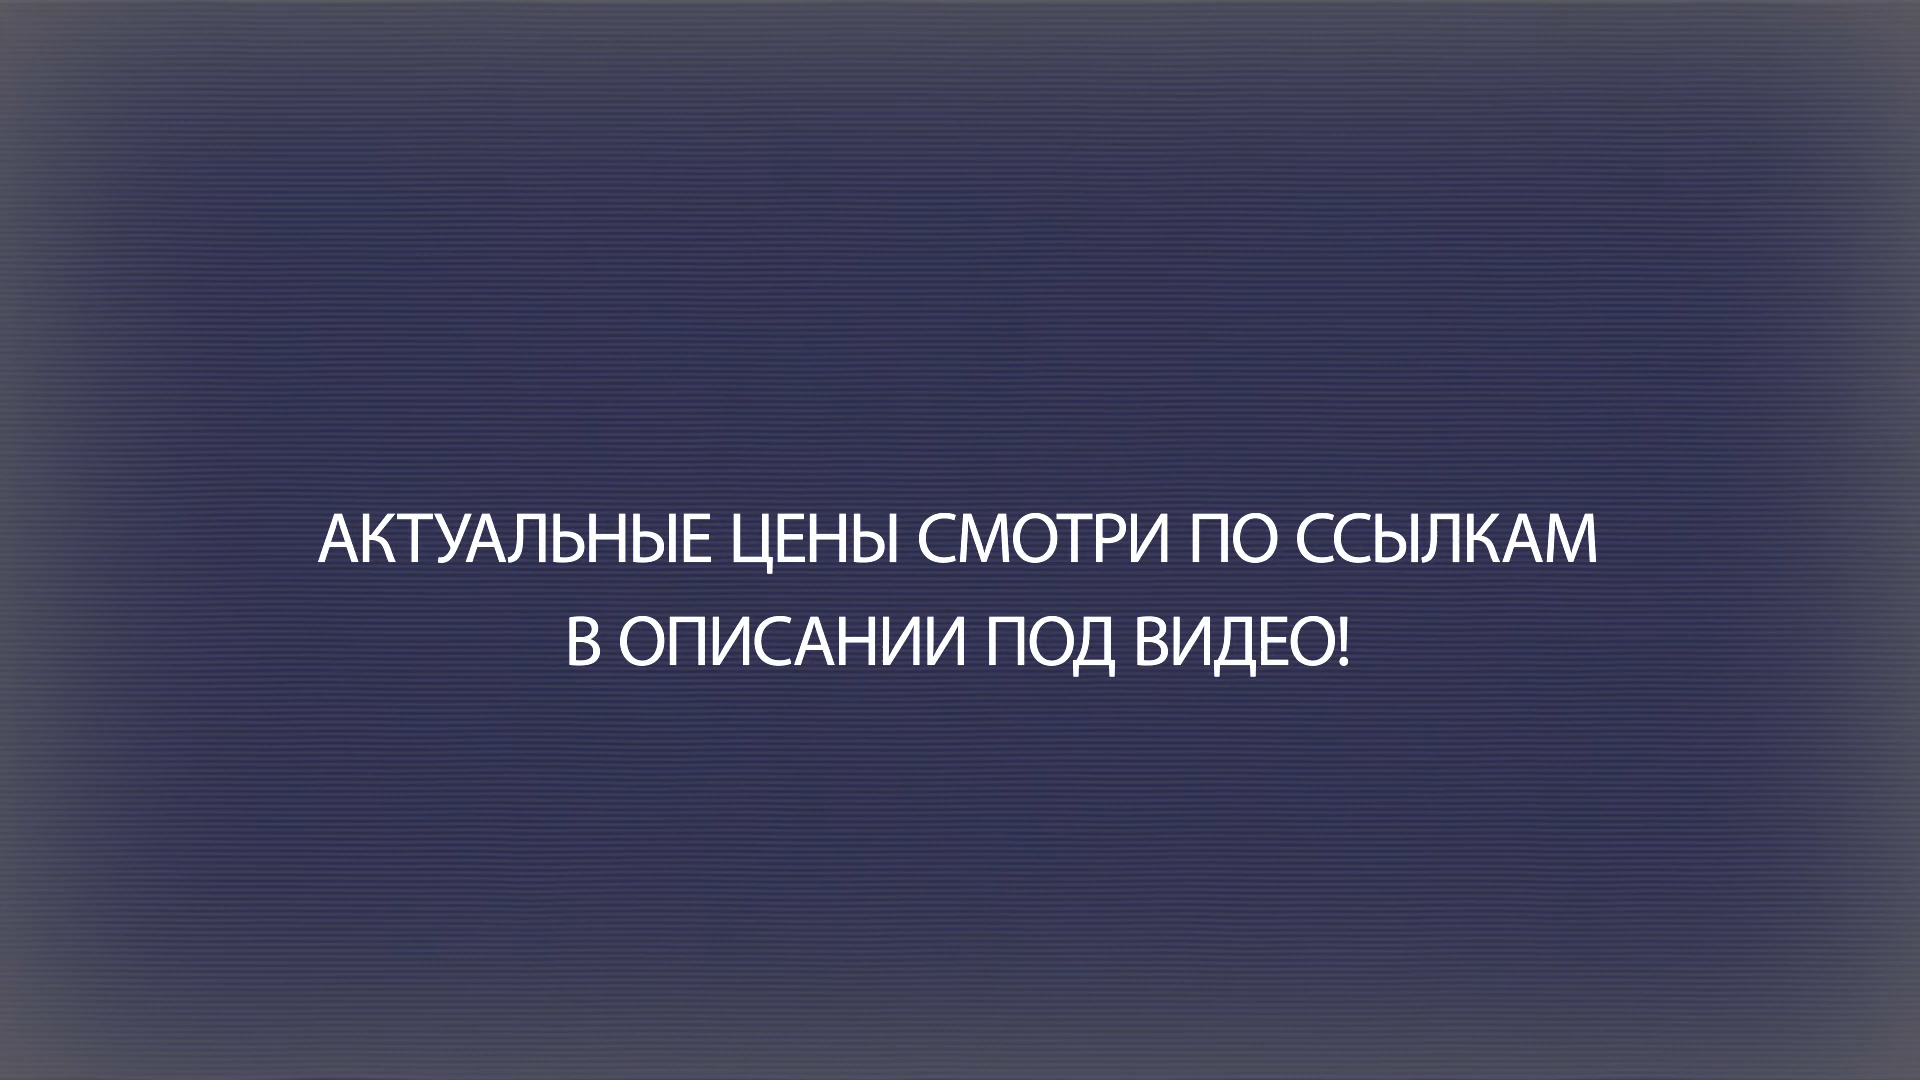 АКТУАЛЬНЫЕ ЦЕНЫ СМОТРИ ПО ССЫЛКАМ
В ОПИСАНИИ ПОД ВИДЕО!